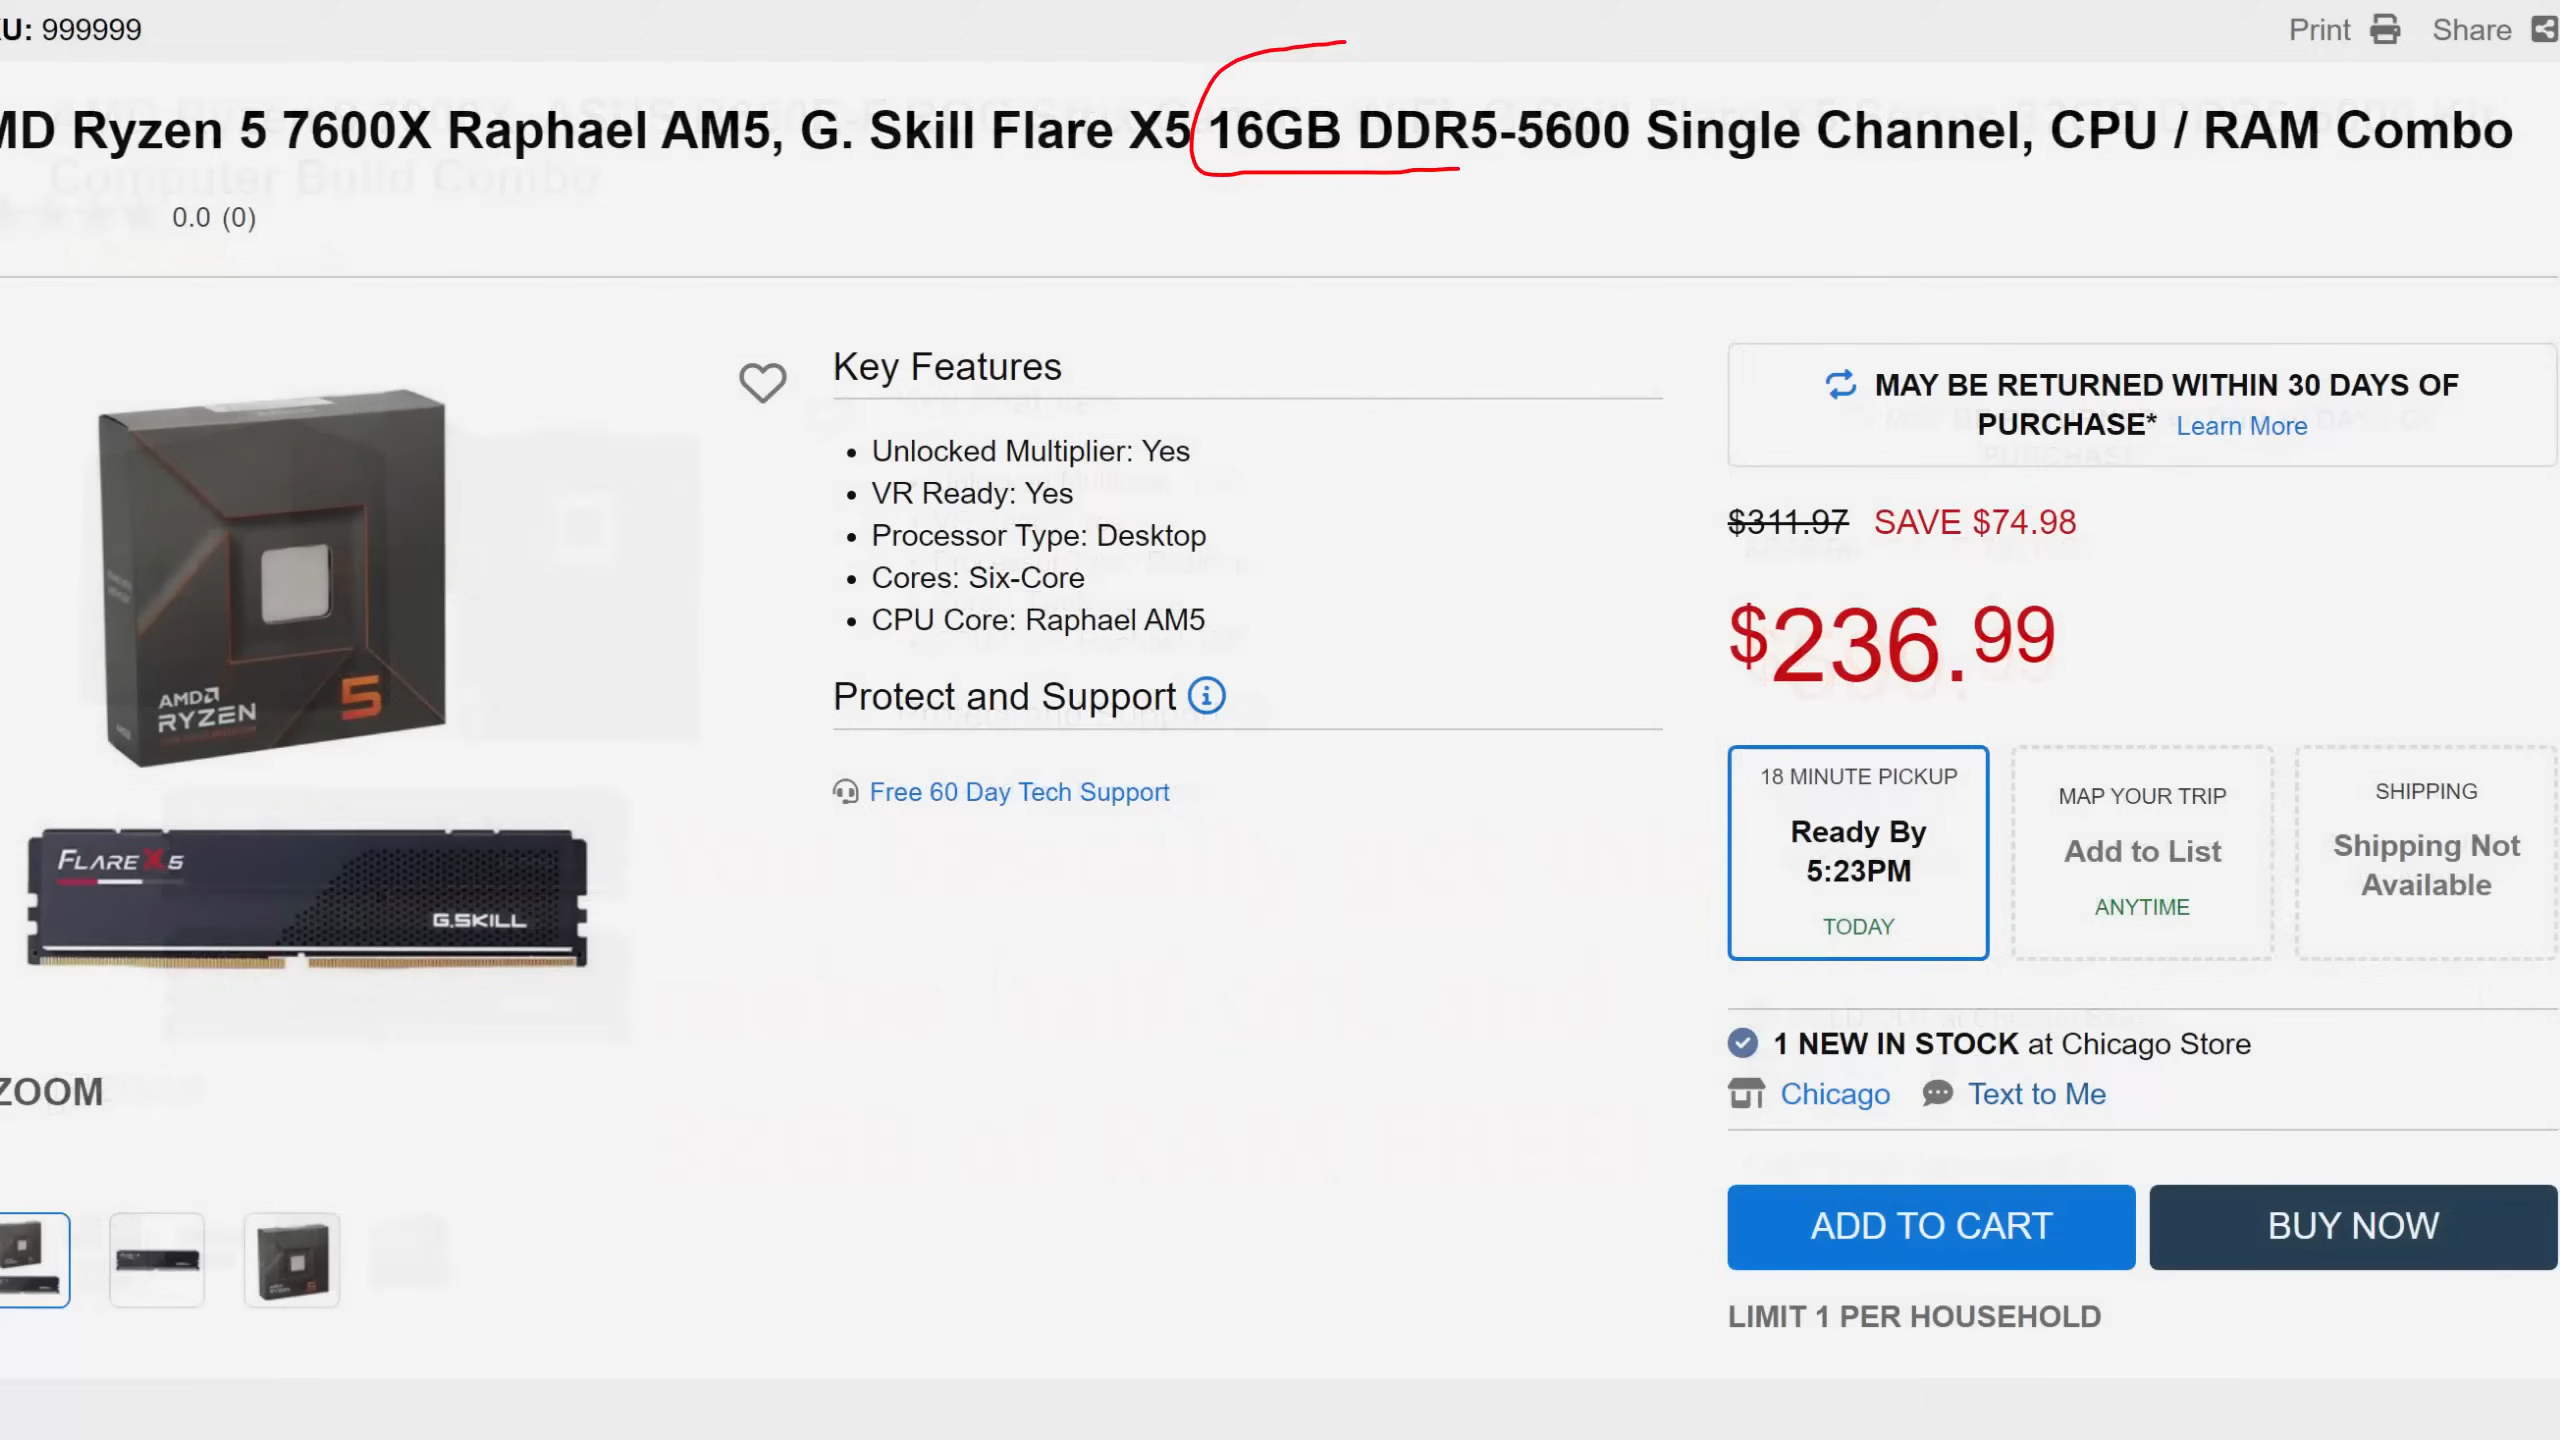 U: 999999
Print Share
MD Ryzen 5 7600X Raphael AM5, G. Skill Flare X5 16GB DDR5-5600 Single Channel, CPU / RAM Combo
Computer Build Combo
0.0 (0)
Key Features
Unlocked Multiplier: Yes
VR Ready: Yes
Processor Type: Desktop
Cores: Six-Core
CPU Core: Raphael AM5
Protect and Support
Free 60 Day Tech Support
AMD
RYZEN
5
FLARE X5
G.SKILL
ZOOM
MAY BE RETURNED WITHIN 30 DAYS OF
PURCHASE* Learn More
$311.97 SAVE $74.98
$236.99
18 MINUTE PICKUP
Ready By
5:23PM
TODAY
MAP YOUR TRIP
Add to List
ANYTIME
SHIPPING
Shipping Not
Available
1 NEW IN STOCK at Chicago Store
Chicago Text to Me
ADD TO CART
BUY NOW
LIMIT 1 PER HOUSEHOLD